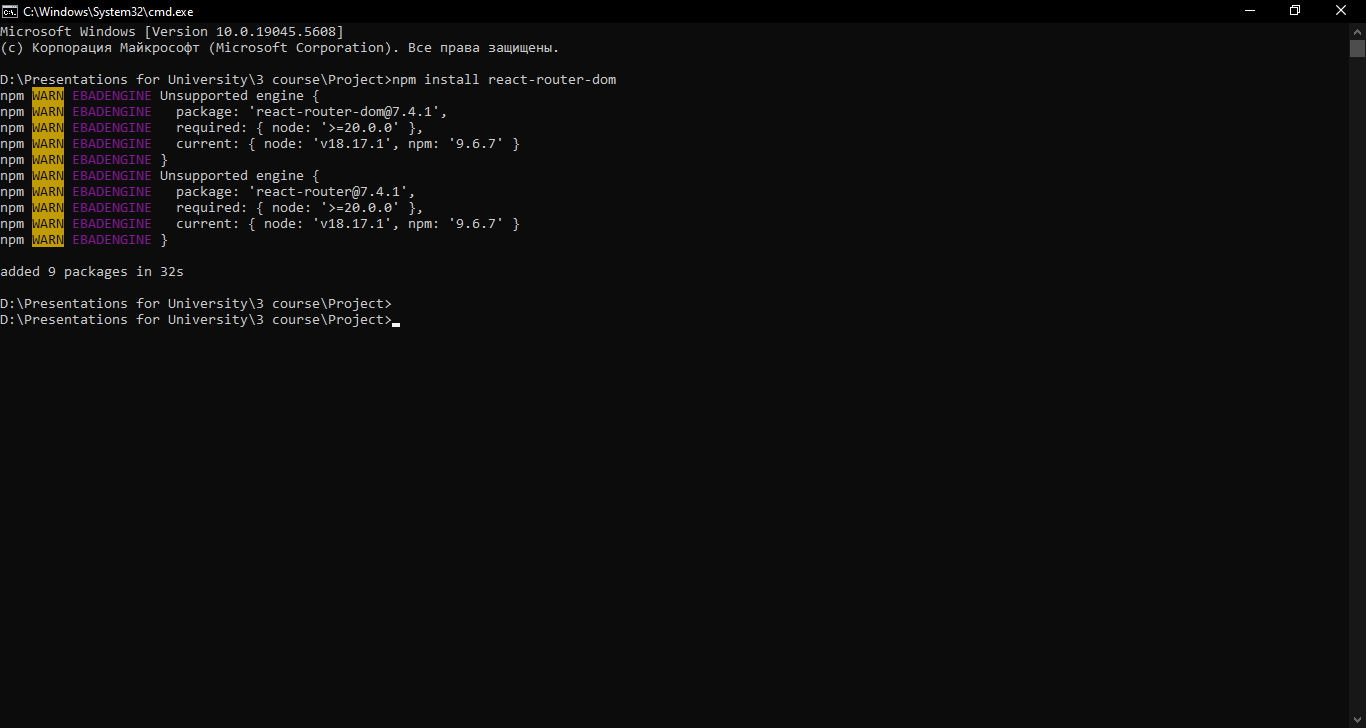 C:\Windows\System32\cmd.exe
Microsoft Windows [Version 10.0.19045.5608]
(c) Корпорация Майкрософт (Microsoft Corporation). Все права защищены.
D:\Presentations for University\3 course\Project>npm install react-router-dom
npm WARN EBADENGINE Unsupported engine {
npm WARN EBADENGINE   package: 'react-router-dom@7.4.1',
npm WARN EBADENGINE   required: { node: '>=20.0.0' },
npm WARN EBADENGINE   current: { node: 'v18.17.1', npm: '9.6.7' }
npm WARN EBADENGINE }
npm WARN EBADENGINE Unsupported engine {
npm WARN EBADENGINE   package: 'react-router@7.4.1',
npm WARN EBADENGINE   required: { node: '>=20.0.0' },
npm WARN EBADENGINE   current: { node: 'v18.17.1', npm: '9.6.7' }
npm WARN EBADENGINE }
added 9 packages in 32s
D:\Presentations for University\3 course\Project>
D:\Presentations for University\3 course\Project>